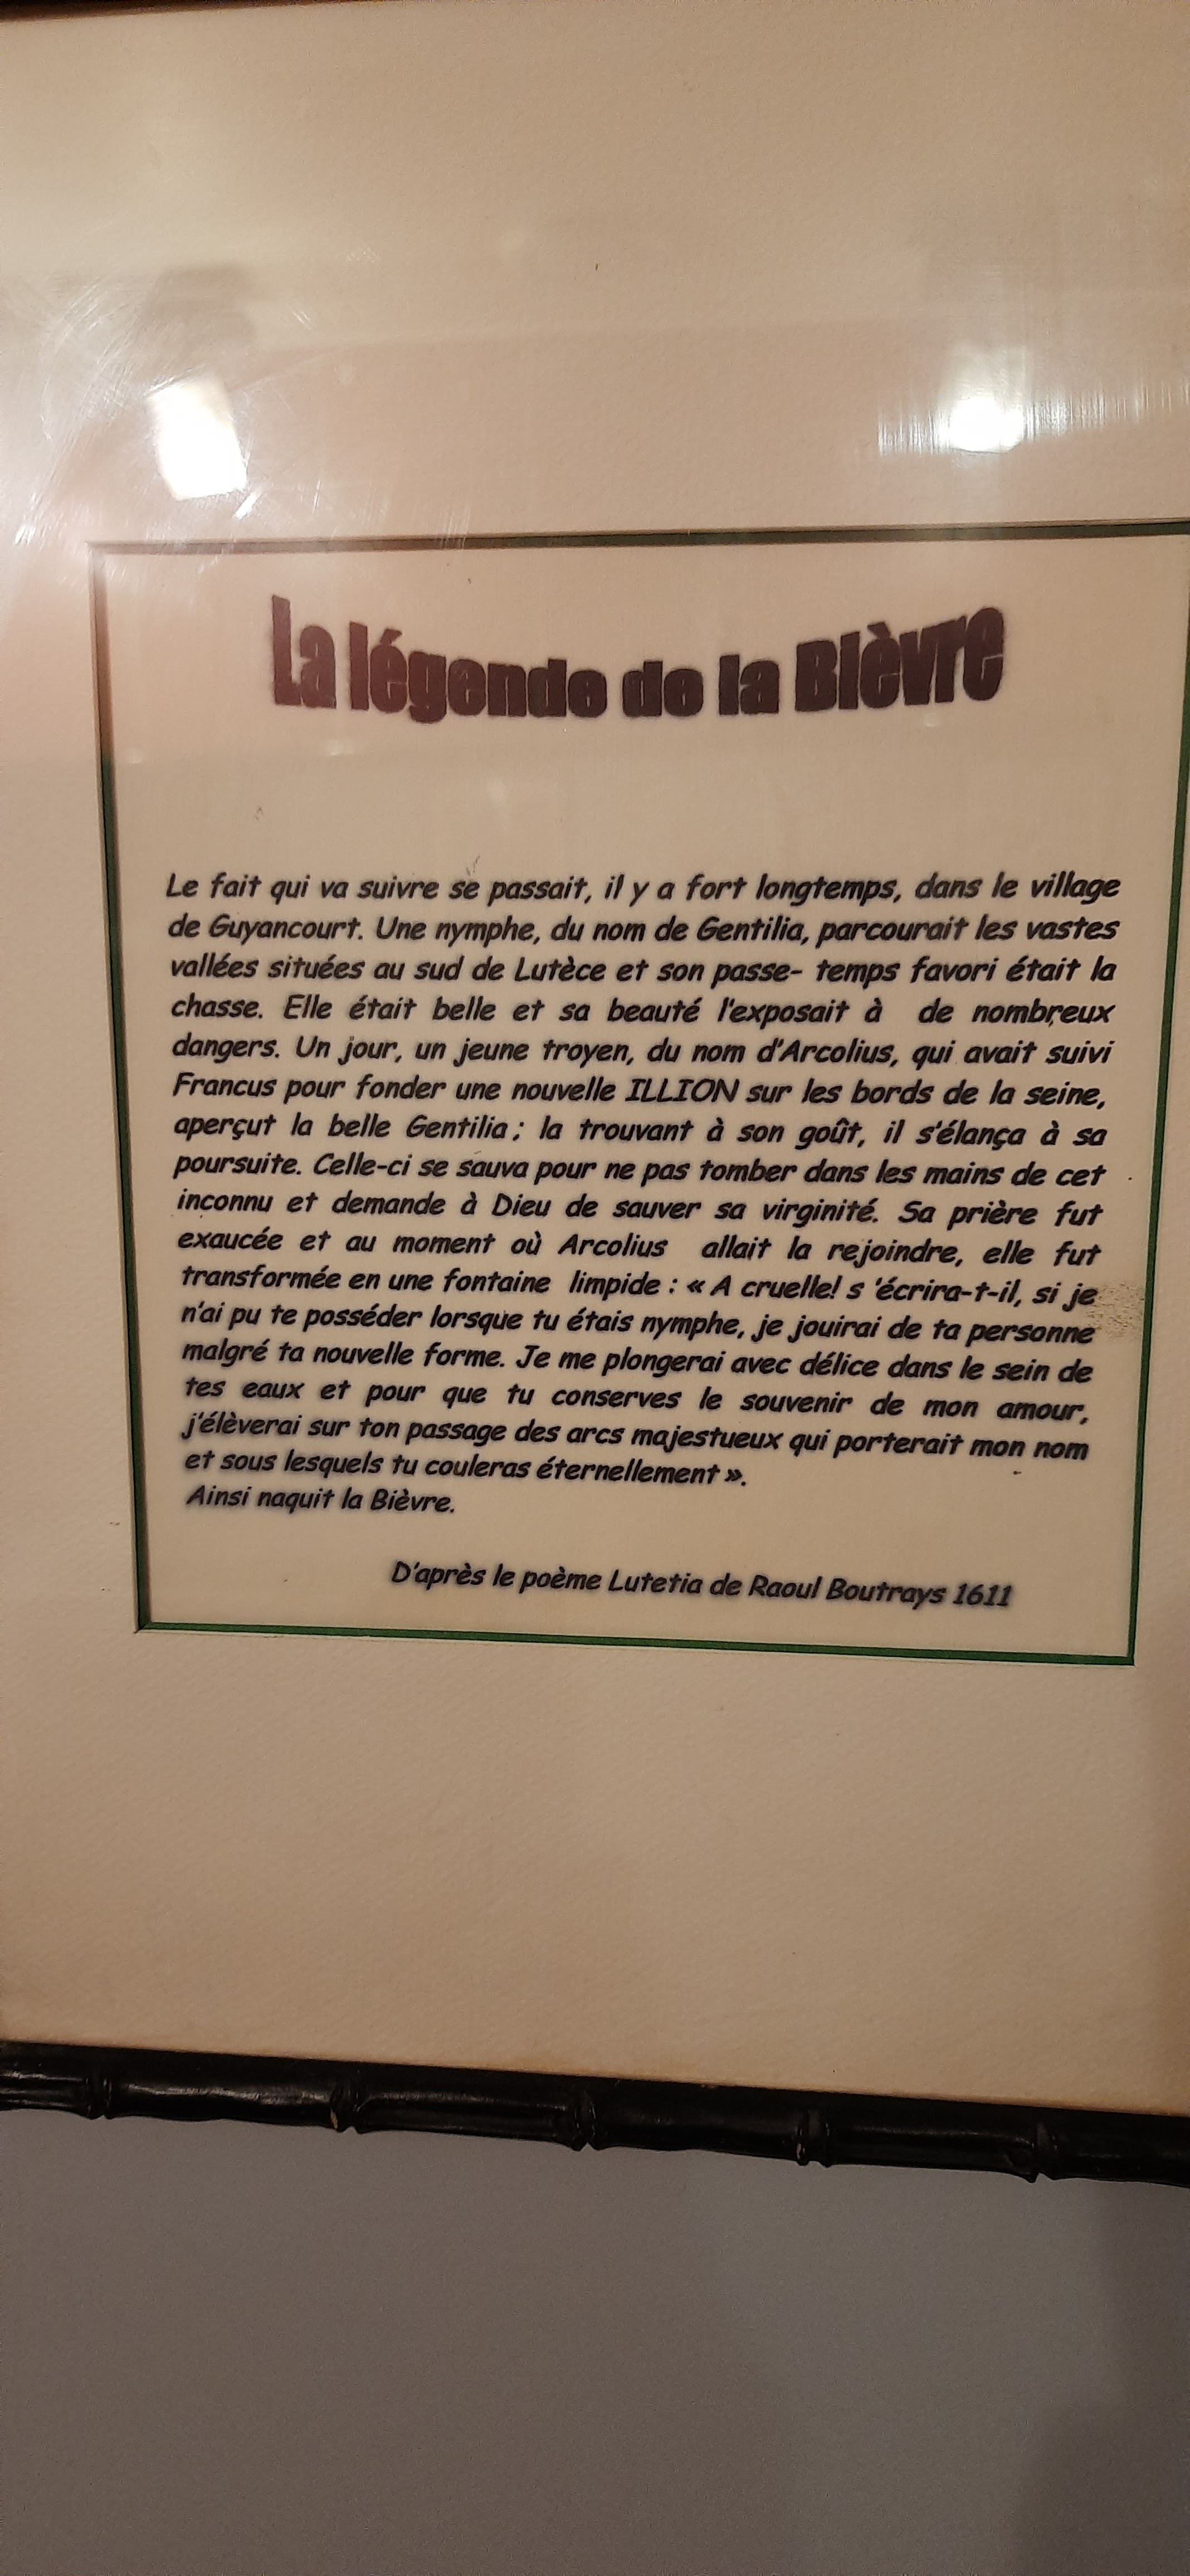 La légende de la Bièvre
Le fait qui va suivre se passait, il y a fort longtemps, dans le village
de Guyancourt. Une nymphe, du nom de Gentilia, parcourait les vastes
vallées situées au sud de Lutèce et son passe- temps favori était la
chasse. Elle était belle et sa beauté l'exposait à de nombreux
dangers. Un jour, un jeune troyen, du nom d'Arcolius, qui avait suivi
Francus pour fonder une nouvelle ILLION sur les bords de la seine,
aperçut la belle Gentilia ; la trouvant à son goût, il s'élança à sa
poursuite. Celle-ci se sauva pour ne pas tomber dans les mains de cet
inconnu et demande à Dieu de sauver sa virginité. Sa prière fut
exaucée et au moment où Arcolius allait la rejoindre, elle fut
transformée en une fontaine limpide : « A cruelle! s 'écrira-t-il, si je
n'ai pu te posséder lorsque tu étais nymphe, je jouirai de ta personne
malgré ta nouvelle forme. Je me plongerai avec délice dans le sein de
tes eaux et pour que tu conserves le souvenir de mon amour,
j'élèverai sur ton passage des arcs majestueux qui porterait mon nom
et sous lesquels tu couleras éternellement ».
Ainsi naquit la Bièvre.
D'après le poème Lutetia de Raoul Boutrays 1611